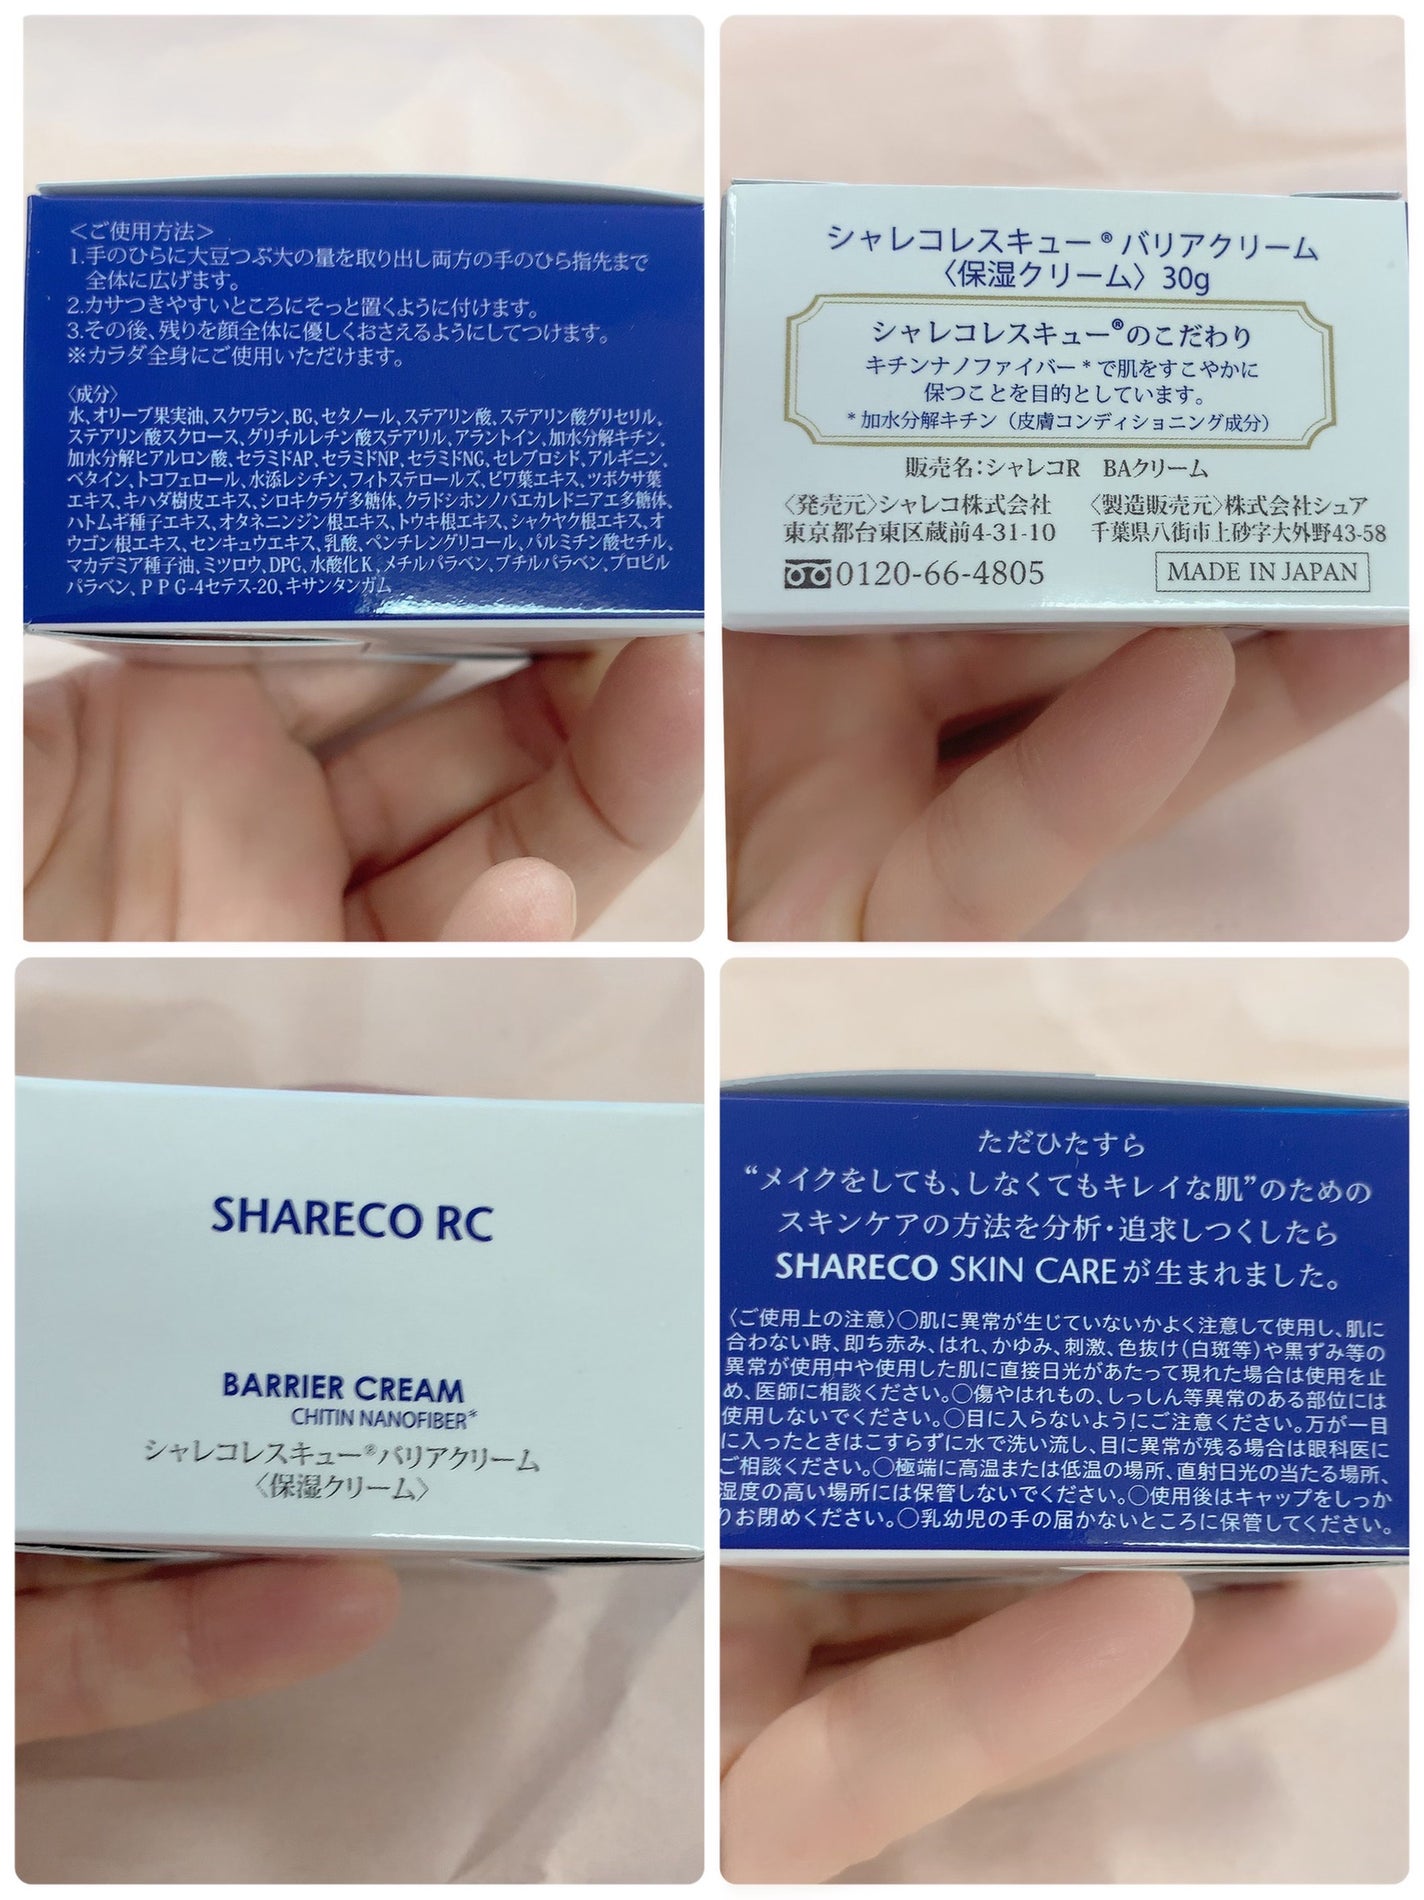 ＜ご使用方法＞
1.手のひらに大豆つぶ大の量を取り出し両方の手のひら指先まで
全体に広げます。
2.カサつきやすいところにそっと置くように付けます。
3.その後、残りを顔全体に優しくおさえるようにしてつけます。
※カラダ全身にご使用いただけます。
〈成分〉
水、オリーブ果実油、スクワラン、BG、セタノール、ステアリン酸、ステアリン酸グリセリル、
ステアリン酸スクロース、グリチルレチン酸ステアリル、アラントイン、加水分解キチン、
加水分解ヒアルロン酸、セラミドAP、セラミドNP、セラミドNG、セレブロシド、アルギニン、
ベタイン、トコフェロール、水添レシチン、フィトステロールズ、ビワ葉エキス、ツボクサ葉
エキス、キハダ樹皮エキス、シロキクラゲ多糖体、クラドシホンノバエカレドニアエ多糖体、
ハトムギ種子エキス、オタネニンジン根エキス、トウキ根エキス、シャクヤク根エキス、オ
ウゴン根エキス、センキュウエキス、乳酸、ペンチレングリコール、パルミチン酸セチル、
マカデミア種子油、ミツロウ、DPG、水酸化K、メチルパラベン、ブチルパラベン、プロピル
パラベン、PPG-4セテス-20、キサンタンガム
シャレコレスキュー®バリアクリーム
〈保湿クリーム〉30g
シャレコレスキュー®のこだわり
キチンナノファイバー*で肌をすこやかに
保つことを目的としています。
*加水分解キチン（皮膚コンディショニング成分）
販売名：シャレコR BAクリーム
〈発売元〉シャレコ株式会社 〈製造販売元〉株式会社シュア
東京都台東区蔵前4-31-10 千葉県八街市上砂字大外野43-58
0120-66-4805 MADE IN JAPAN
SHARECO RC
BARRIER CREAM
CHITIN NANOFIBER*
シャレコレスキュー®バリアクリーム
〈保湿クリーム〉
ただひたすら
“メイクをしても、しなくてもキレイな肌”のための
スキンケアの方法を分析・追求しつくしたら
SHARECO SKIN CAREが生まれました。
〈ご使用上の注意〉○肌に異常が生じていないかよく注意して使用し、肌に
合わない時、即ち赤み、はれ、かゆみ、刺激、色抜け（白斑等）や黒ずみ等の
異常が使用中や使用した肌に直接日光があたって現れた場合は使用を止
め、医師に相談ください。○傷やはれもの、しっしん等異常のある部位には
使用しないでください。○目に入らないようにご注意ください。万が一目
に入ったときはこすらずに水で洗い流し、目に異常が残る場合は眼科医に
ご相談ください。○極端に高温または低温の場所、直射日光の当たる場所、
湿度の高い場所には保管しないでください。○使用後はキャップをしっか
りお閉めください。○乳幼児の手の届かないところに保管してください。